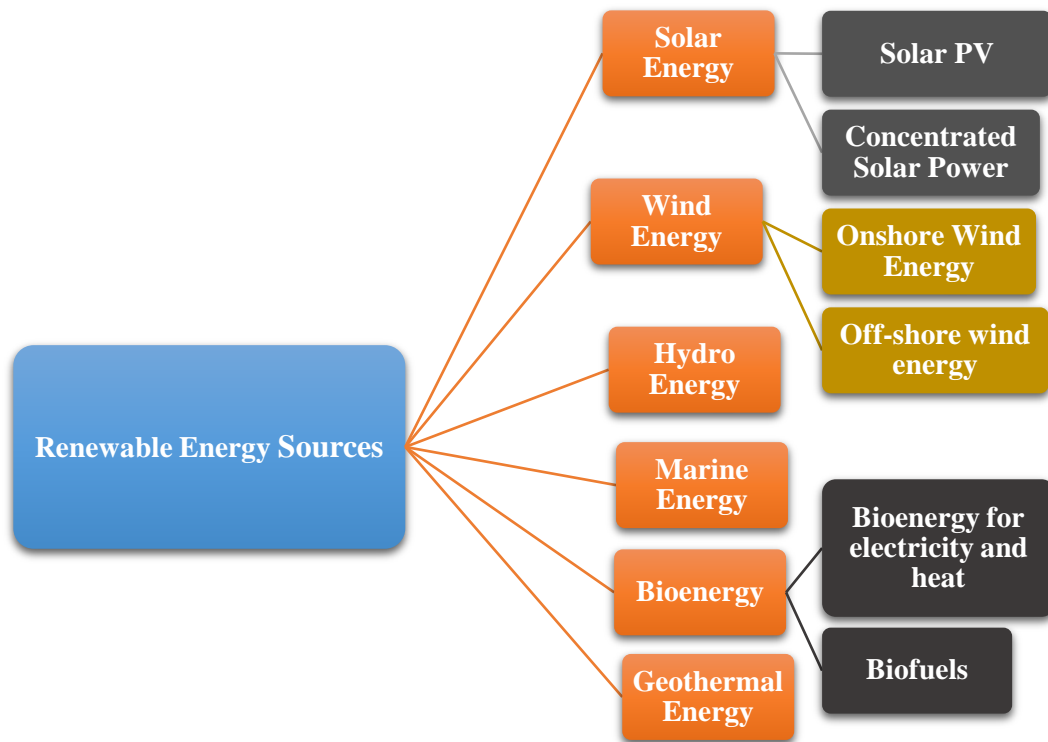 Renewable Energy Sources
Solar
Energy
Solar PV
Concentrated
Solar Power
Wind
Energy
Onshore Wind
Energy
Off-shore wind
energy
Hydro
Energy
Marine
Energy
Bioenergy
Bioenergy for
electricity and
heat
Biofuels
Geothermal
Energy